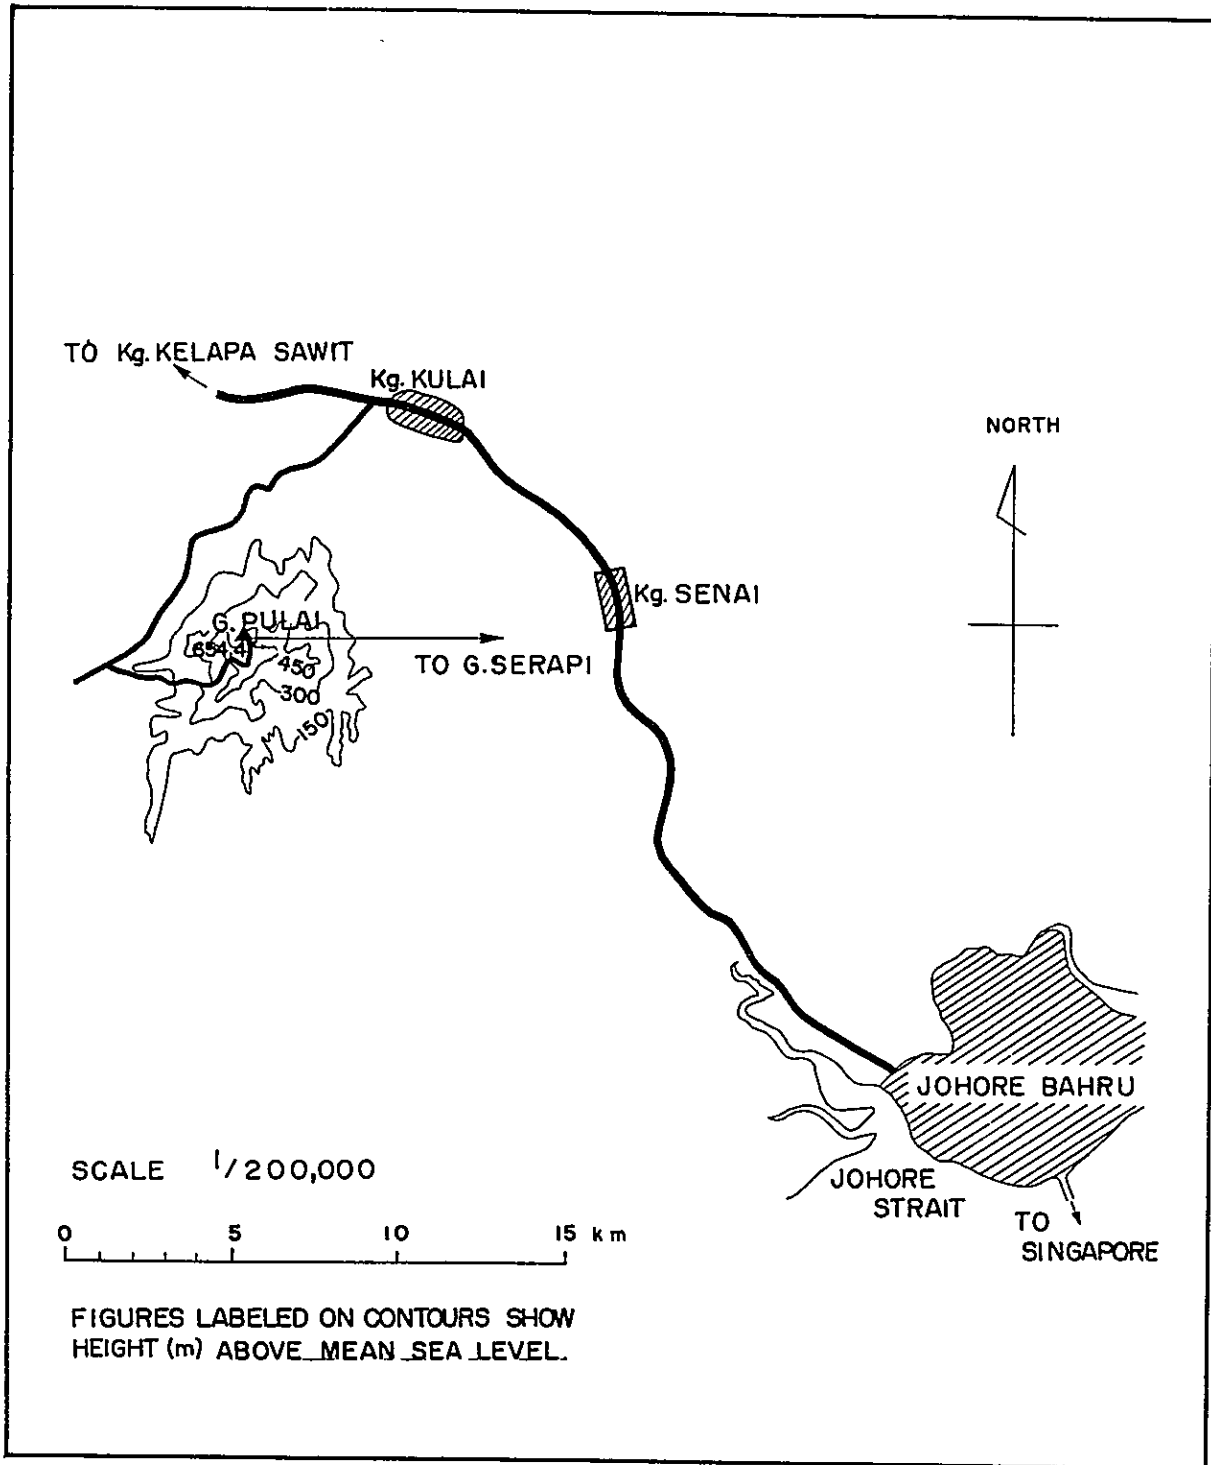 TO Kg. KELAPA SAWIT
Kg. KULAI
NORTH
Kg. SENAI
G. PULAI
654.4
TO G. SERAPI
450
300
150
JOHORE BAHRU
JOHORE
STRAIT
TO
SINGAPORE
SCALE 1/200,000
0 5 10 15 km
FIGURES LABELED ON CONTOURS SHOW
HEIGHT (m) ABOVE MEAN SEA LEVEL.